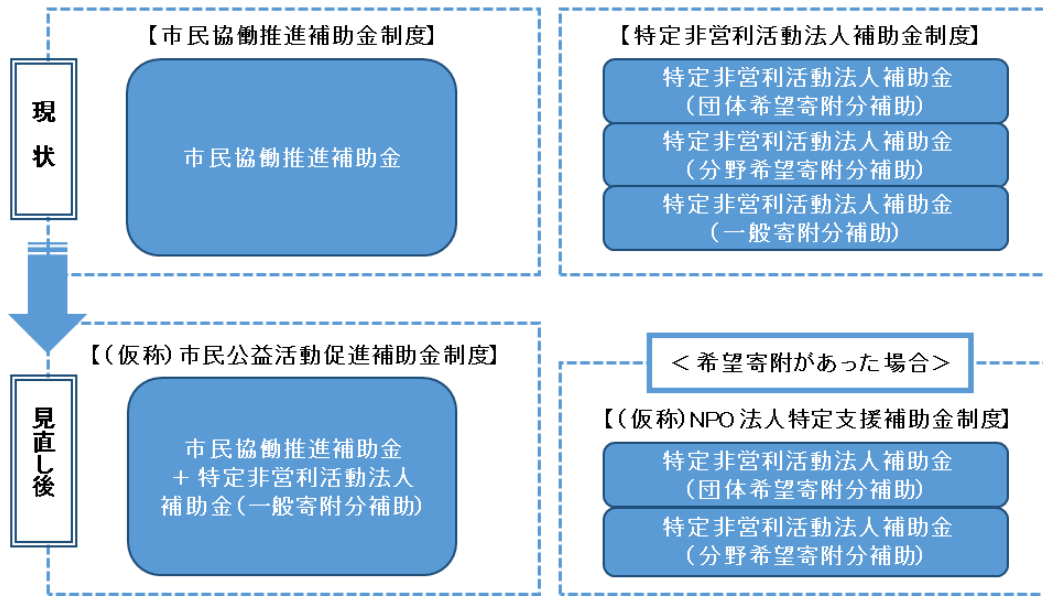 現状
【市民協働推進補助金制度】
市民協働推進補助金
【特定非営利活動法人補助金制度】
特定非営利活動法人補助金
(団体希望寄附分補助)
特定非営利活動法人補助金
(分野希望寄附分補助)
特定非営利活動法人補助金
(一般寄附分補助)
見直し後
【(仮称)市民公益活動促進補助金制度】
市民協働推進補助金
+特定非営利活動法人
補助金(一般寄附分補助)
<希望寄附があった場合>
【(仮称)NPO法人特定支援補助金制度】
特定非営利活動法人補助金
(団体希望寄附分補助)
特定非営利活動法人補助金
(分野希望寄附分補助)